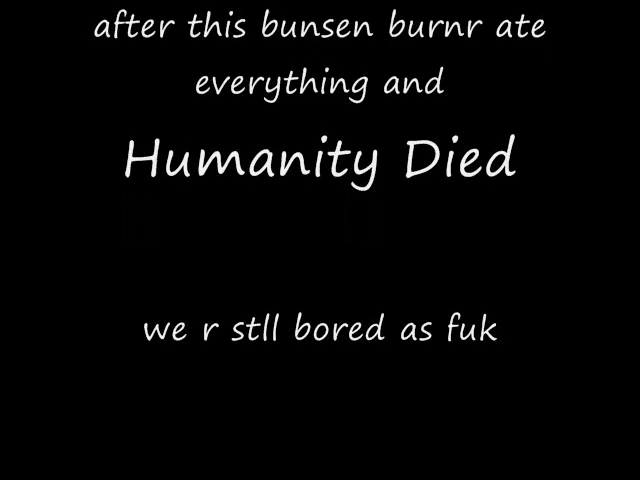 after this bunsen burnr ate
everything and
Humanity Died
we r stll bored as fuk